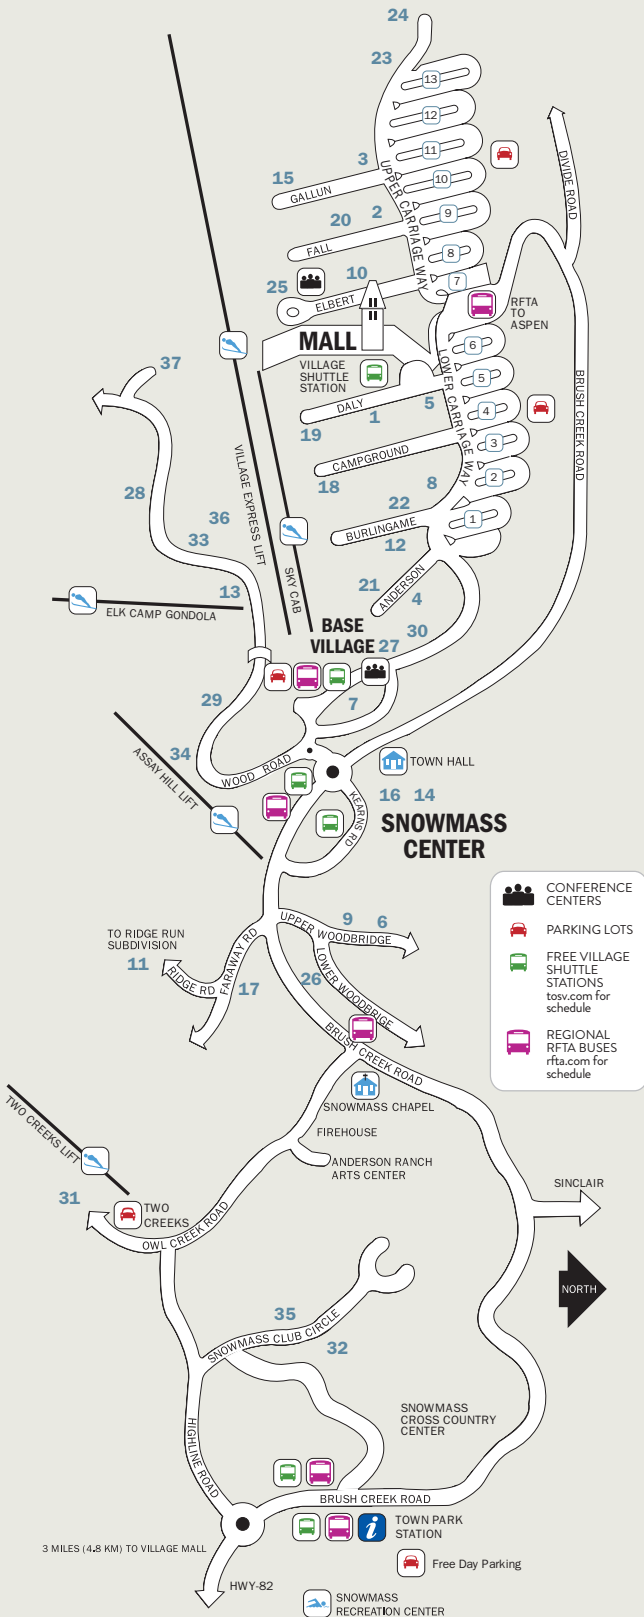 24
23
13
12
11
3
10
15
GALLUN
UPPER CARRIAGE WAY
DIVIDE ROAD
20
2
9
FALL
8
10
7
25
ELBERT
RFTA
TO
ASPEN
MALL
6
VILLAGE
SHUTTLE
STATION
LOWER CARRIAGE WAY
37
5
5
DALY
1
4
19
BRUSH CREEK ROAD
3
CAMPGROUND
18
8
2
28
VILLAGE EXPRESS LIFT
22
36
BURLINGAME
1
33
12
SKY CAB
13
21
ANDERSON
4
ELK CAMP GONDOLA
BASE
VILLAGE
30
27
29
7
34
ASSAY HILL LIFT
WOOD ROAD
TOWN HALL
KEARNS RD
16
14
SNOWMASS
CENTER
CONFERENCE
CENTERS
PARKING LOTS
FREE VILLAGE
SHUTTLE
STATIONS
tosv.com for
schedule
REGIONAL
RFTA BUSES
rfta.com for
schedule
9
6
UPPER WOODBRIDGE
TO RIDGE RUN
SUBDIVISION
11
RIDGE RD
FARAWAY RD
17
26
LOWER WOODBRIGE
BRUSH CREEK ROAD
SNOWMASS CHAPEL
FIREHOUSE
ANDERSON RANCH
ARTS CENTER
TWO CREEKS LIFT
31
TWO
CREEKS
OWL CREEK ROAD
SINCLAIR
NORTH
35
SNOWMASS CLUB CIRCLE
32
SNOWMASS
CROSS COUNTRY
CENTER
HIGHLINE ROAD
BRUSH CREEK ROAD
i
TOWN PARK
STATION
3 MILES (4.8 KM) TO VILLAGE MALL
Free Day Parking
HWY-82
SNOWMASS
RECREATION CENTER